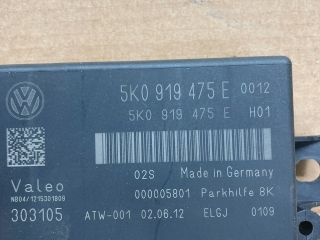 5K0 919 475 E 0012
5K0 919 475 E H01
02S Made in Germany
Valeo 000005801 Parkhilfe 8K
NB04/1215301809
303105 ATW-001 02.06.12 ELGJ 0109